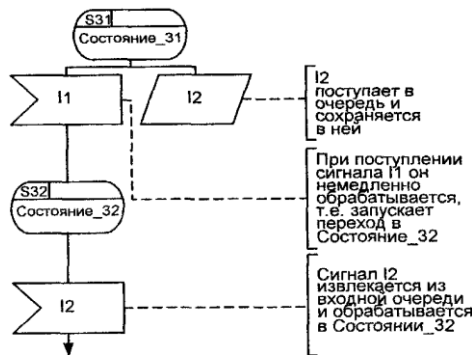 S31
Состояние_31
I1
I2
I2
поступает в
очередь и
сохраняется
в ней
При поступлении
сигнала I1 он
немедленно
обрабатывается,
т.е. запускает
переход в
Состояние_32
S32
Состояние_32
I2
Сигнал I2
извлекается из
входной очереди
и обрабатывается
в Состоянии_32